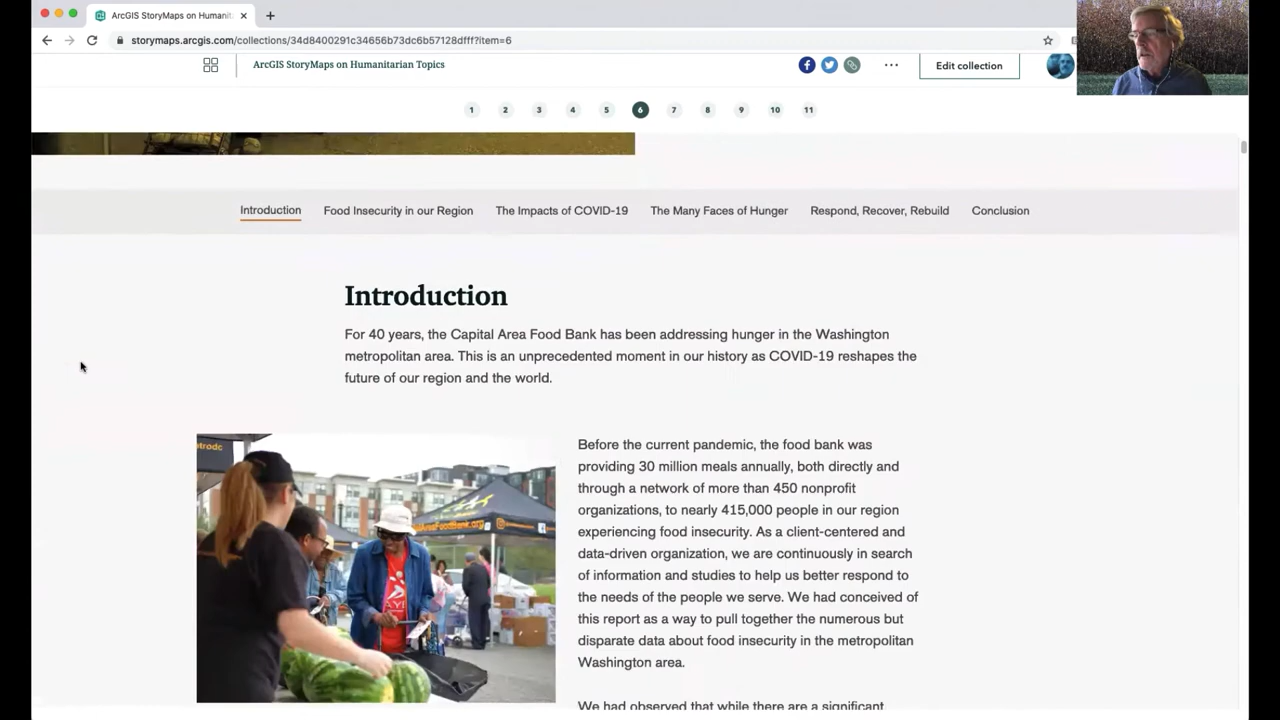 ArcGIS StoryMaps on Humanit
storymaps.arcgis.com/collections/34d8400291c34656b73dc6b57128dfff?item=6
ArcGIS StoryMaps on Humanitarian Topics
Edit collection
1 2 3 4 5 6 7 8 9 10 11
Introduction Food Insecurity in our Region The Impacts of COVID-19 The Many Faces of Hunger Respond, Recover, Rebuild Conclusion
Introduction
For 40 years, the Capital Area Food Bank has been addressing hunger in the Washington
metropolitan area. This is an unprecedented moment in our history as COVID-19 reshapes the
future of our region and the world.
Before the current pandemic, the food bank was
providing 30 million meals annually, both directly and
through a network of more than 450 nonprofit
organizations, to nearly 415,000 people in our region
experiencing food insecurity. As a client-centered and
data-driven organization, we are continuously in search
of information and studies to help us better respond to
the needs of the people we serve. We had conceived of
this report as a way to pull together the numerous but
disparate data about food insecurity in the metropolitan
Washington area.
We had observed that while there are a significant